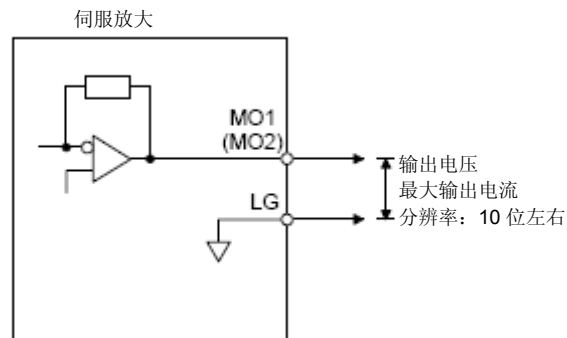 伺服放大
MO1
(MO2)
LG
输出电压
最大输出电流
分辨率：10 位左右